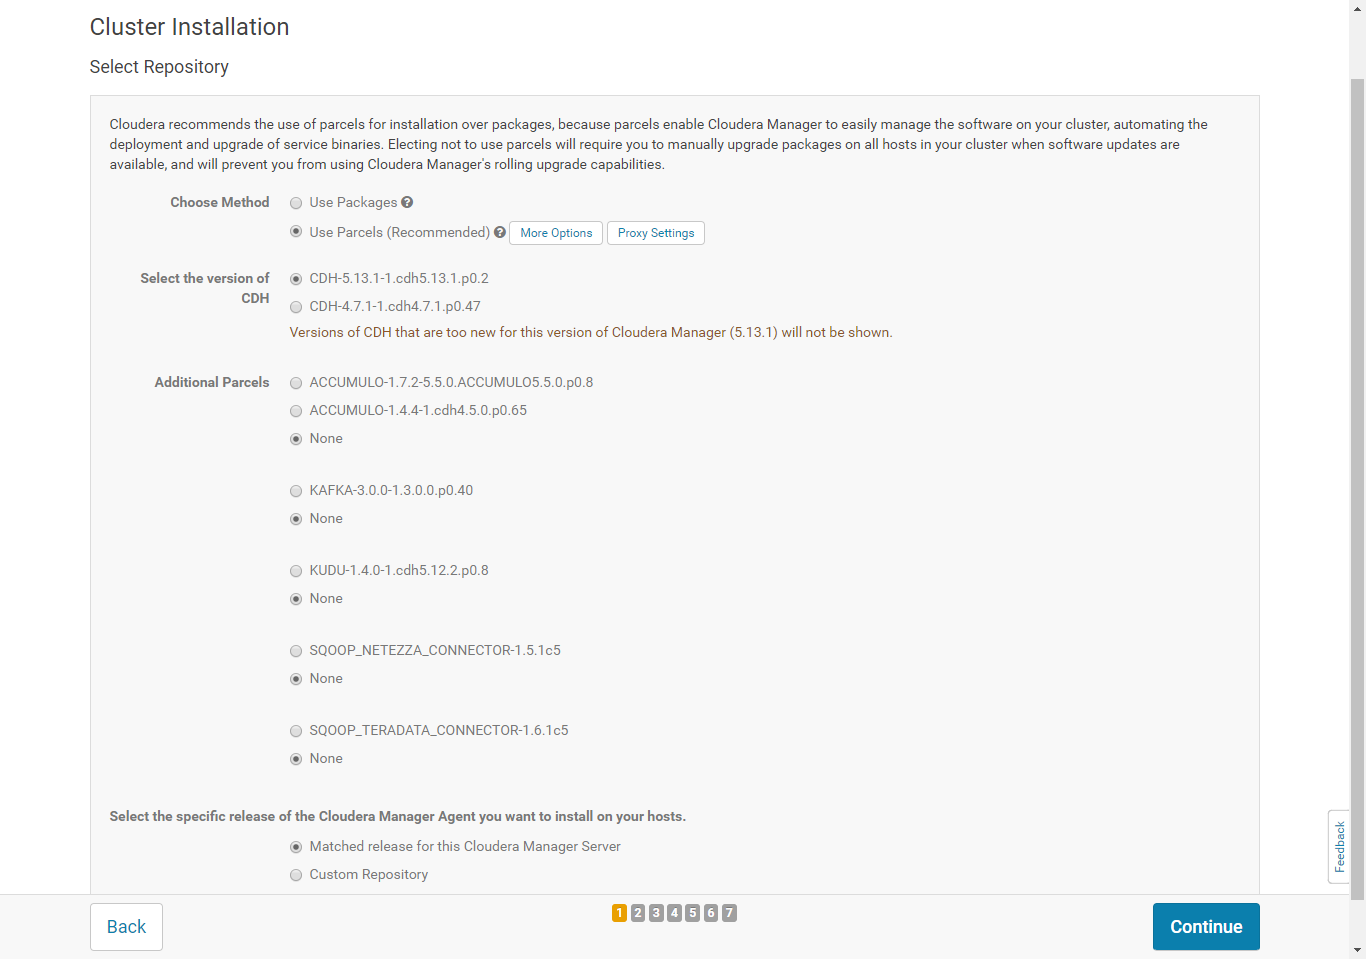 Cluster Installation
Select Repository
Cloudera recommends the use of parcels for installation over packages, because parcels enable Cloudera Manager to easily manage the software on your cluster, automating the
deployment and upgrade of service binaries. Electing not to use parcels will require you to manually upgrade packages on all hosts in your cluster when software updates are
available, and will prevent you from using Cloudera Manager's rolling upgrade capabilities.
Choose Method
Use Packages ?
Use Parcels (Recommended) ? More Options Proxy Settings
Select the version of
CDH
CDH-5.13.1-1.cdh5.13.1.p0.2
CDH-4.7.1-1.cdh4.7.1.p0.47
Versions of CDH that are too new for this version of Cloudera Manager (5.13.1) will not be shown.
Additional Parcels
ACCUMULO-1.7.2-5.5.0.ACCUMULO5.5.0.p0.8
ACCUMULO-1.4.4-1.cdh4.5.0.p0.65
None
KAFKA-3.0.0-1.3.0.0.p0.40
None
KUDU-1.4.0-1.cdh5.12.2.p0.8
None
SQOOP_NETEZZA_CONNECTOR-1.5.1c5
None
SQOOP_TERADATA_CONNECTOR-1.6.1c5
None
Select the specific release of the Cloudera Manager Agent you want to install on your hosts.
Matched release for this Cloudera Manager Server
Custom Repository
Feedback
Back
1 2 3 4 5 6 7
Continue